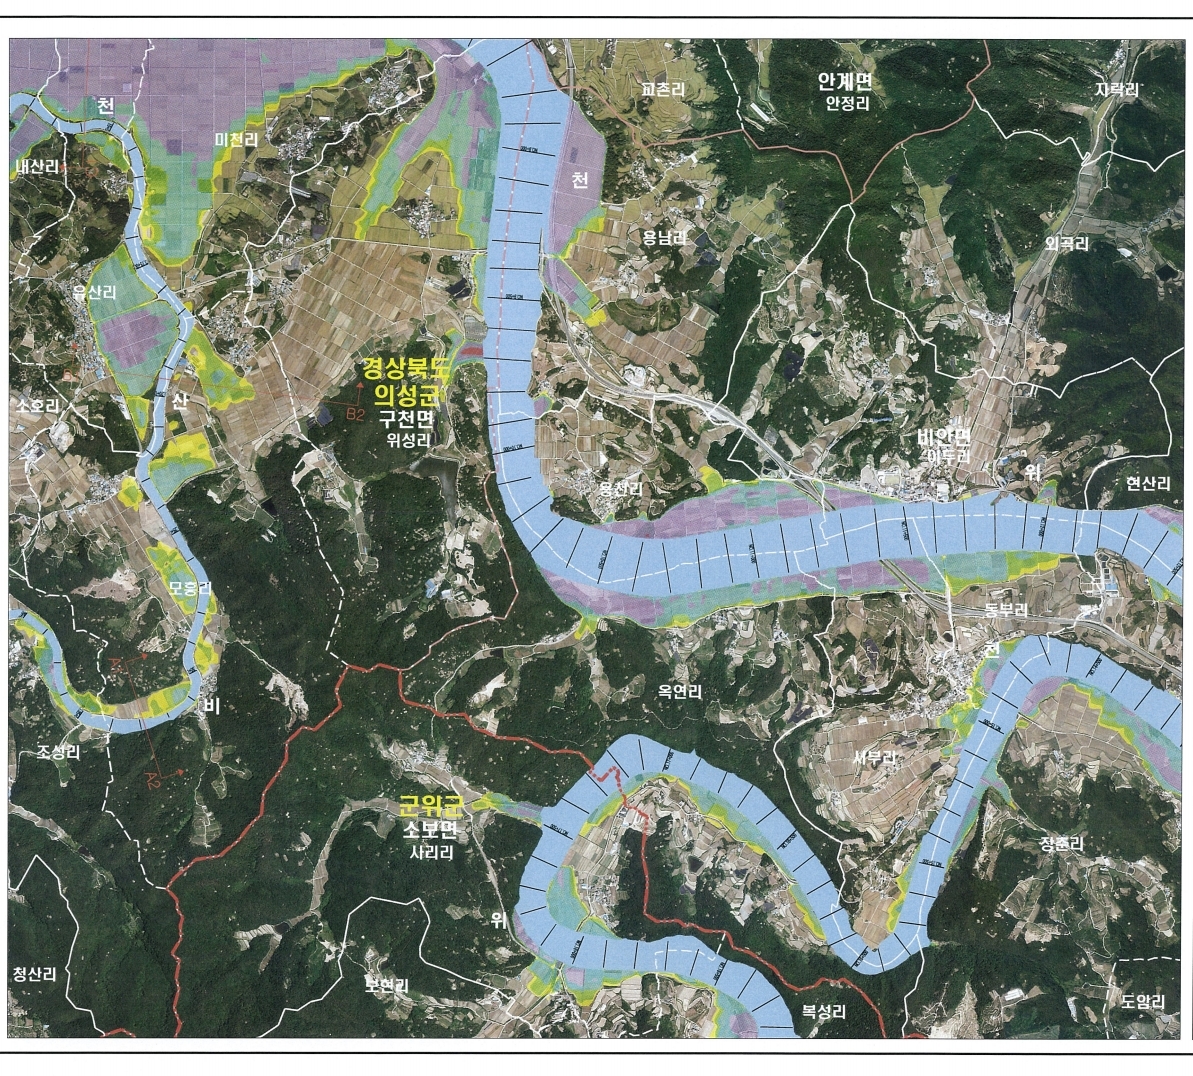 천
미천리
내산리
교촌리
안계면
안정리
자락리
천
용남리
외곡리
유산리
경상북도
의성군
구천면
위성리
B2
소호리
산
비안면
이두리
위
현산리
용천리
모흥리
동부리
천
A1
비
옥연리
조성리
A2
서부리
군위군
소보면
사리리
장춘리
위
청산리
보현리
복성리
도암리